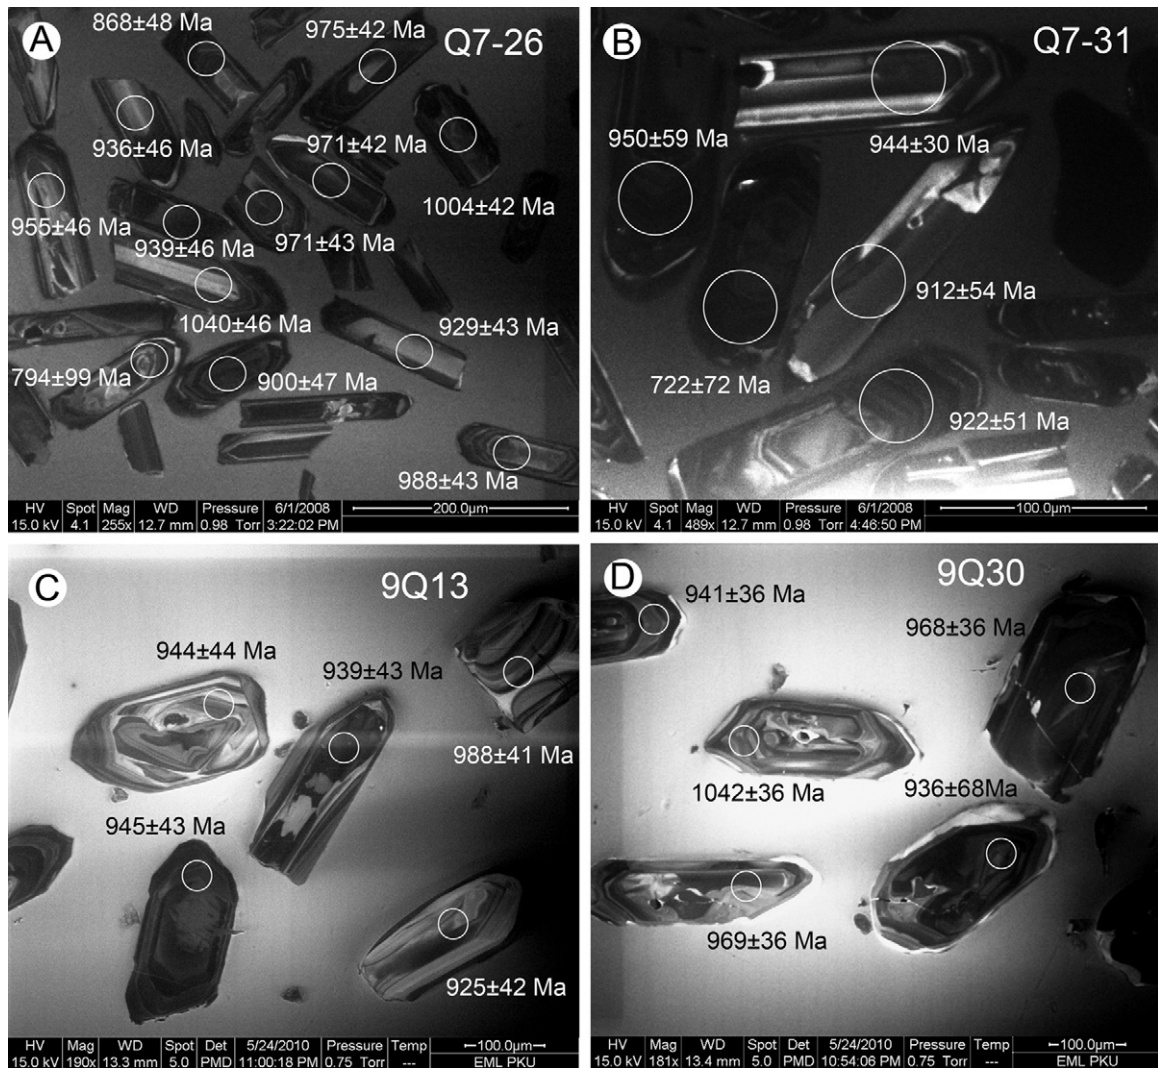 A
Q7-26
868±48 Ma
975±42 Ma
936±46 Ma
971±42 Ma
1004±42 Ma
955±46 Ma
939±46 Ma
971±43 Ma
1040±46 Ma
929±43 Ma
794±99 Ma
900±47 Ma
988±43 Ma
HV Spot Mag WD Pressure 6/1/2008 200.0µm
15.0 kV 4.1 255x 12.7 mm 0.98 Torr 3:22:02 PM
B
Q7-31
950±59 Ma
944±30 Ma
912±54 Ma
722±72 Ma
922±51 Ma
HV Spot Mag WD Pressure 6/1/2008 100.0µm
15.0 kV 4.1 489x 12.7 mm 0.98 Torr 4:46:50 PM
C
9Q13
944±44 Ma
939±43 Ma
988±41 Ma
945±43 Ma
925±42 Ma
HV Mag WD Spot Det 5/24/2010 Pressure Temp 100.0µm
15.0 kV 190x 13.3 mm 5.0 PMD 11:00:18 PM 0.75 Torr --- EML PKU
D
9Q30
941±36 Ma
968±36 Ma
1042±36 Ma
936±68Ma
969±36 Ma
HV Mag WD Spot Det 5/24/2010 Pressure Temp 100.0µm
15.0 kV 181x 13.4 mm 5.0 PMD 10:54:06 PM 0.75 Torr --- EML PKU